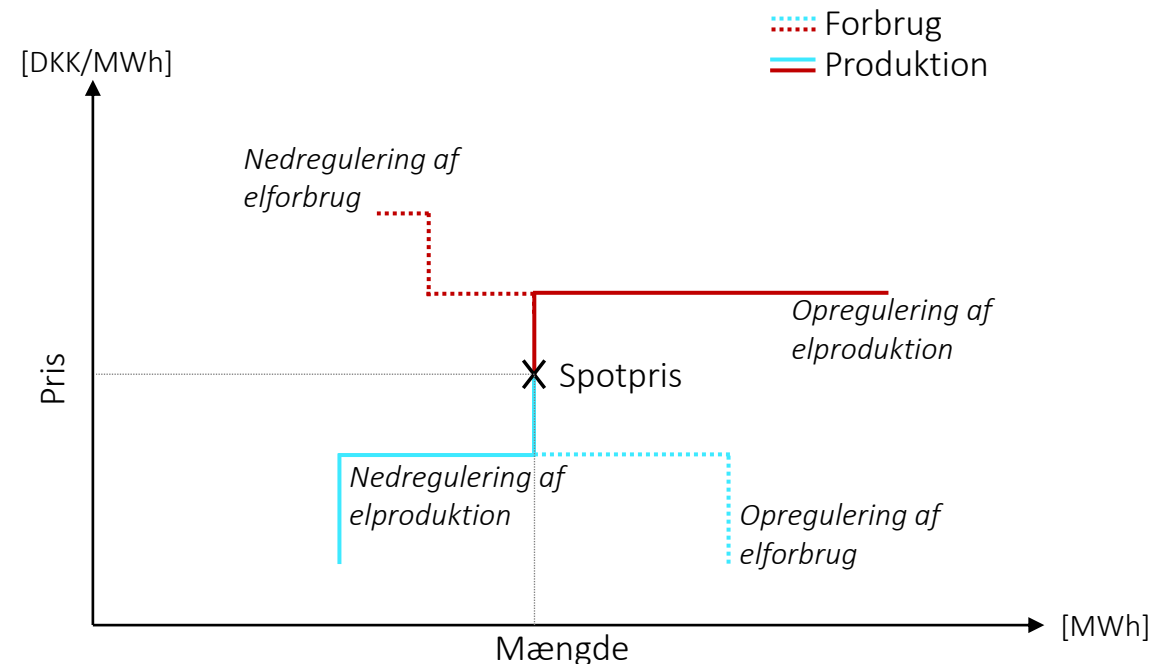 Forbrug
Produktion
[DKK/MWh]
Nedregulering af
elforbrug
Opregulering af
elproduktion
Pris
Spotpris
Nedregulering af
elproduktion
Opregulering af
elforbrug
[MWh]
Mængde